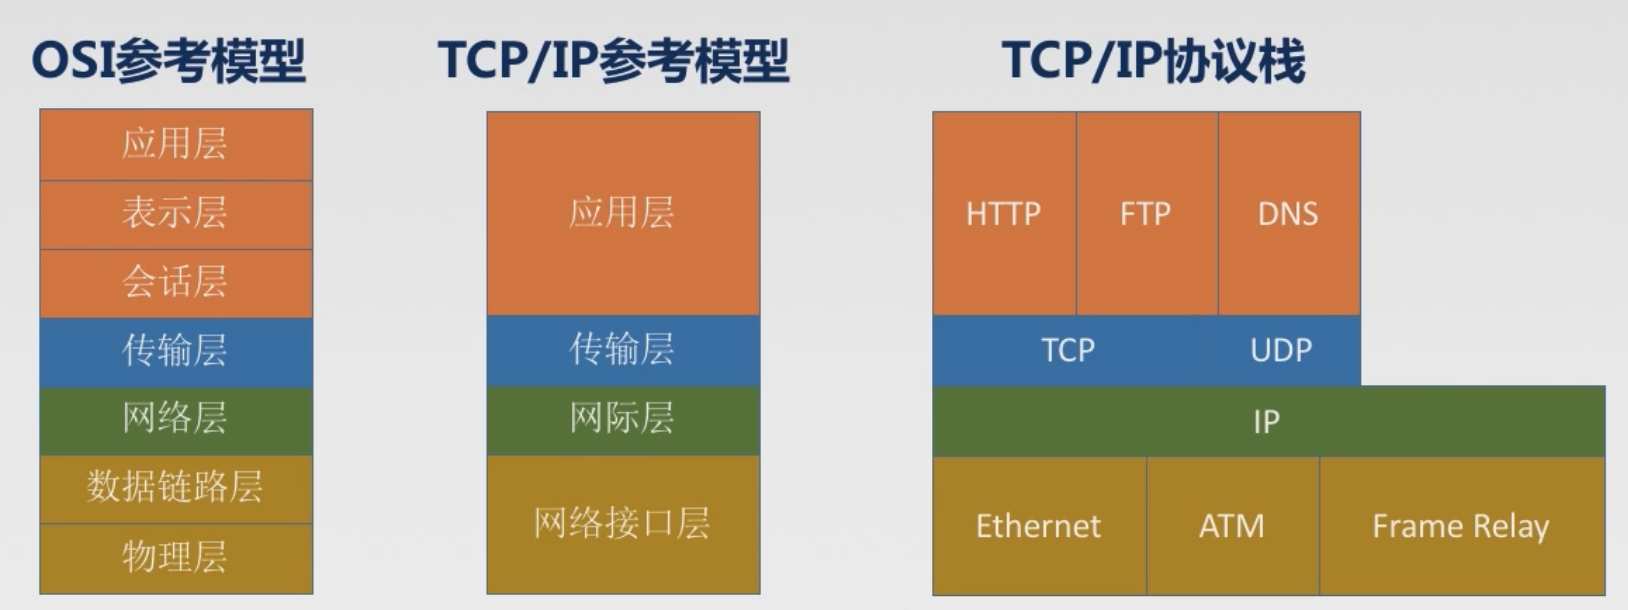 OSI参考模型
应用层
表示层
会话层
传输层
网络层
数据链路层
物理层
TCP/IP参考模型
应用层
传输层
网际层
网络接口层
TCP/IP协议栈
HTTP FTP DNS
TCP UDP
IP
Ethernet ATM Frame Relay